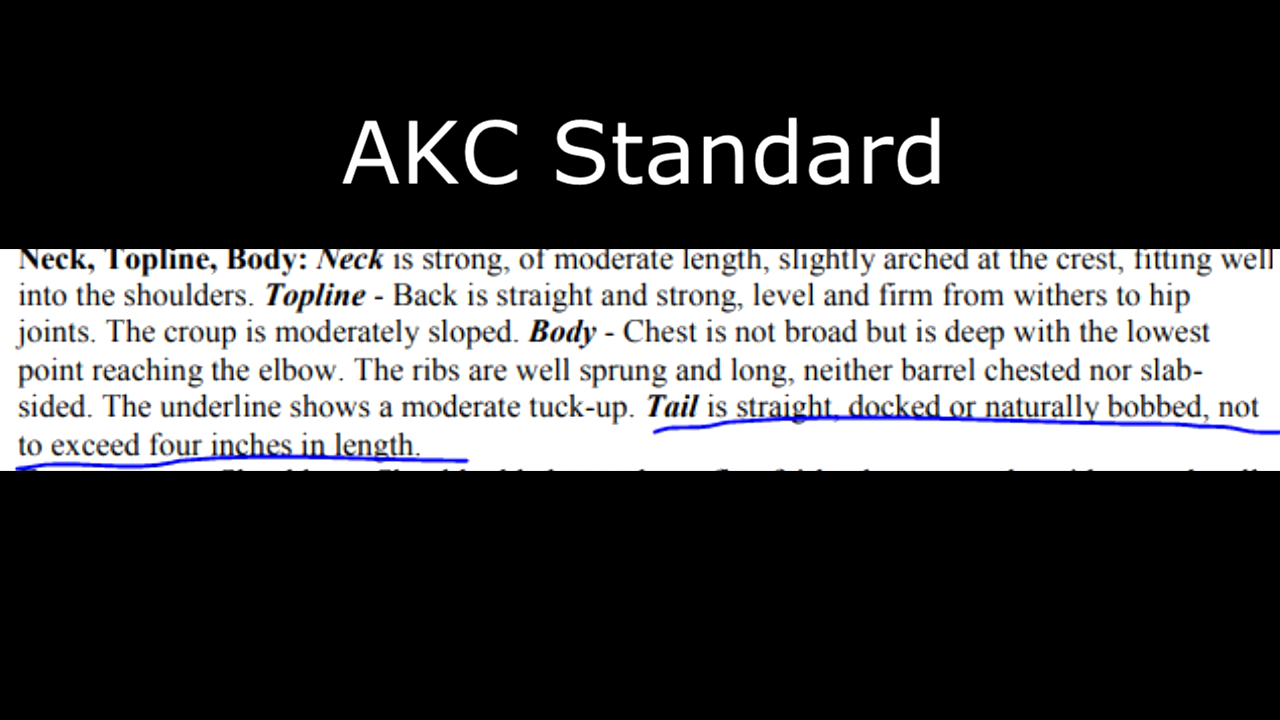 AKC Standard
Neck, Topline, Body: Neck is strong, of moderate length, slightly arched at the crest, fitting well
into the shoulders. Topline - Back is straight and strong, level and firm from withers to hip
joints. The croup is moderately sloped. Body - Chest is not broad but is deep with the lowest
point reaching the elbow. The ribs are well sprung and long, neither barrel chested nor slab-
sided. The underline shows a moderate tuck-up. Tail is straight, docked or naturally bobbed, not
to exceed four inches in length.